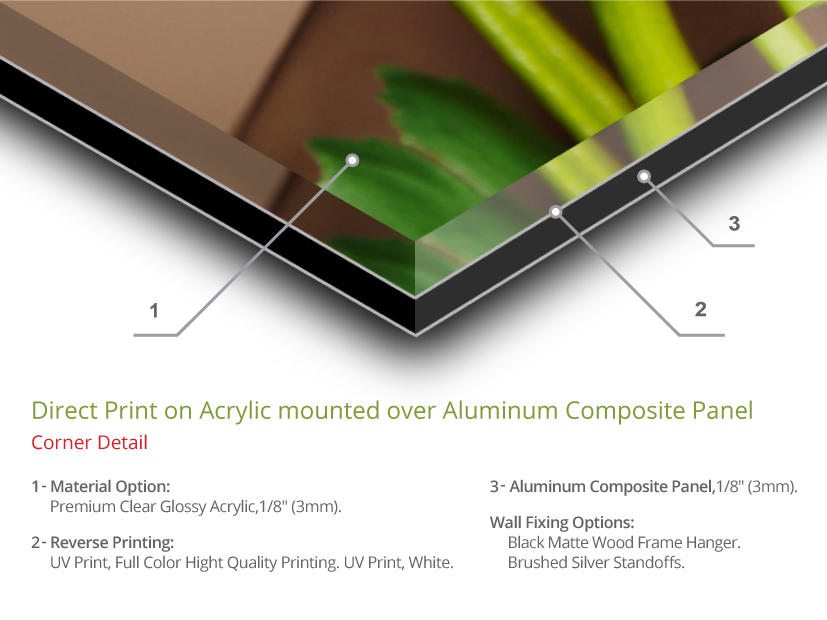 1
2
3
Direct Print on Acrylic mounted over Aluminum Composite Panel
Corner Detail
1- Material Option:
Premium Clear Glossy Acrylic,1/8" (3mm).
2- Reverse Printing:
UV Print, Full Color Hight Quality Printing. UV Print, White.
3- Aluminum Composite Panel,1/8" (3mm).
Wall Fixing Options:
Black Matte Wood Frame Hanger.
Brushed Silver Standoffs.